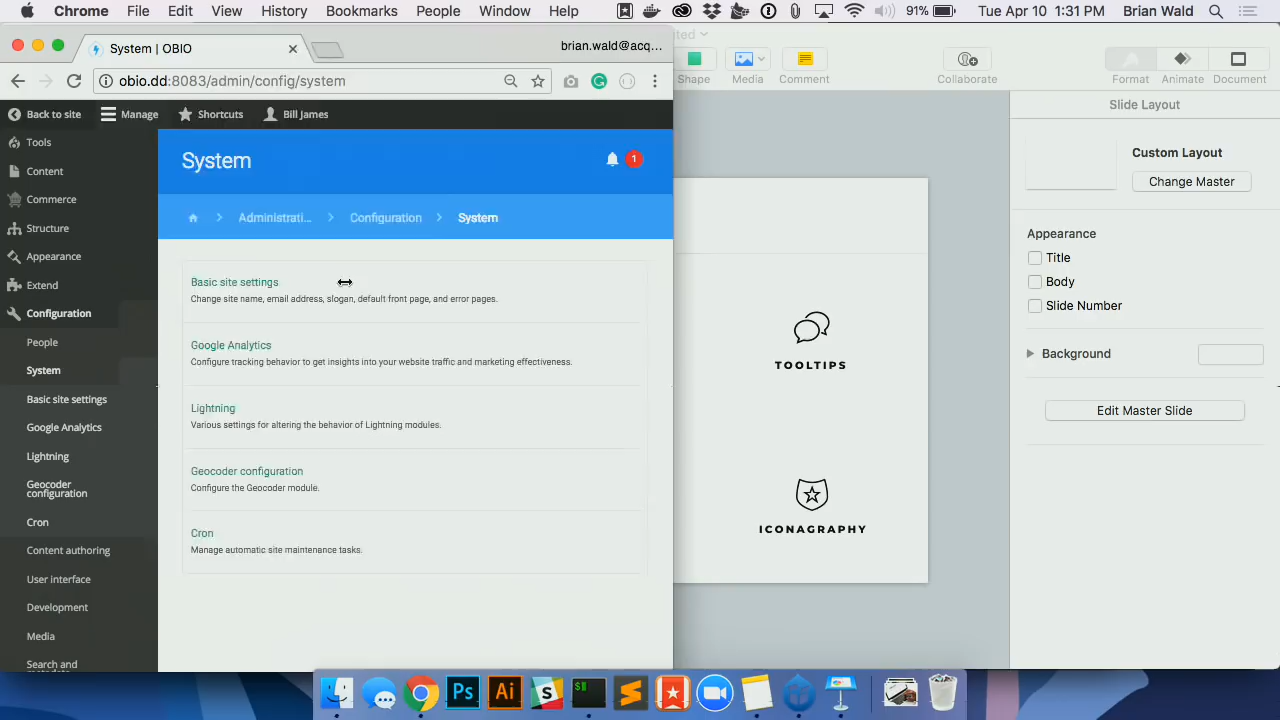 Chrome File Edit View History Bookmarks People Window Help 91% Tue Apr 10 1:31 PM Brian Wald
System | OBIO
brian.wald@acq...
obio.dd:8083/admin/config/system
Back to site Manage Shortcuts Bill James
Tools
Content
Commerce
Structure
Appearance
Extend
Configuration
People
System
Basic site settings
Google Analytics
Lightning
Geocoder
configuration
Cron
Content authoring
User interface
Development
Media
Search and
System
1
Administrati... Configuration System
Basic site settings
Change site name, email address, slogan, default front page, and error pages.
Google Analytics
Configure tracking behavior to get insights into your website traffic and marketing effectiveness.
Lightning
Various settings for altering the behavior of Lightning modules.
Geocoder configuration
Configure the Geocoder module.
Cron
Manage automatic site maintenance tasks.
Shape Media Comment Collaborate Format Animate Document
TOOLTIPS
ICONAGRAPHY
Slide Layout
Custom Layout
Change Master
Appearance
Title
Body
Slide Number
Background
Edit Master Slide
Ps Ai